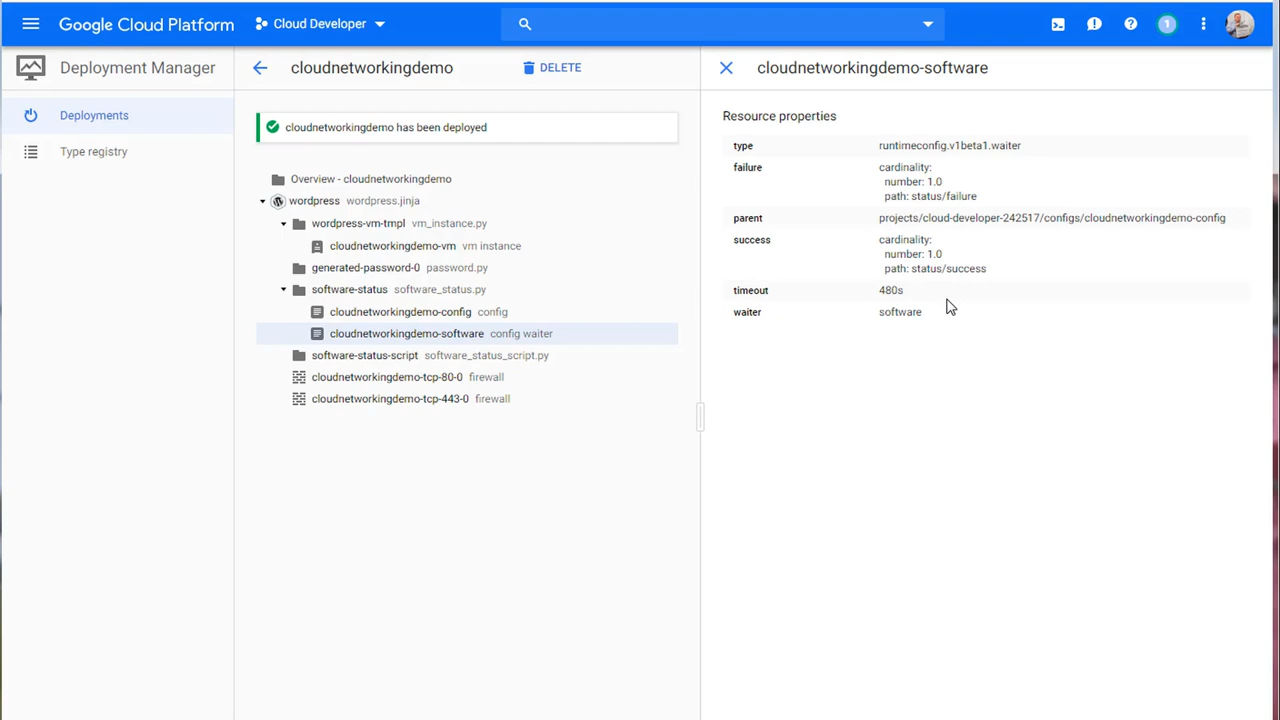 Google Cloud Platform Cloud Developer 1
Deployment Manager
Deployments
Type registry
cloudnetworkingdemo DELETE
cloudnetworkingdemo has been deployed
Overview - cloudnetworkingdemo
wordpress wordpress.jinja
wordpress-vm-tmpl vm_instance.py
cloudnetworkingdemo-vm vm instance
generated-password-0 password.py
software-status software_status.py
cloudnetworkingdemo-config config
cloudnetworkingdemo-software config waiter
software-status-script software_status_script.py
cloudnetworkingdemo-tcp-80-0 firewall
cloudnetworkingdemo-tcp-443-0 firewall
cloudnetworkingdemo-software
Resource properties
type runtimeconfig.v1beta1.waiter
failure cardinality:
number: 1.0
path: status/failure
parent projects/cloud-developer-242517/configs/cloudnetworkingdemo-config
success cardinality:
number: 1.0
path: status/success
timeout 480s
waiter software